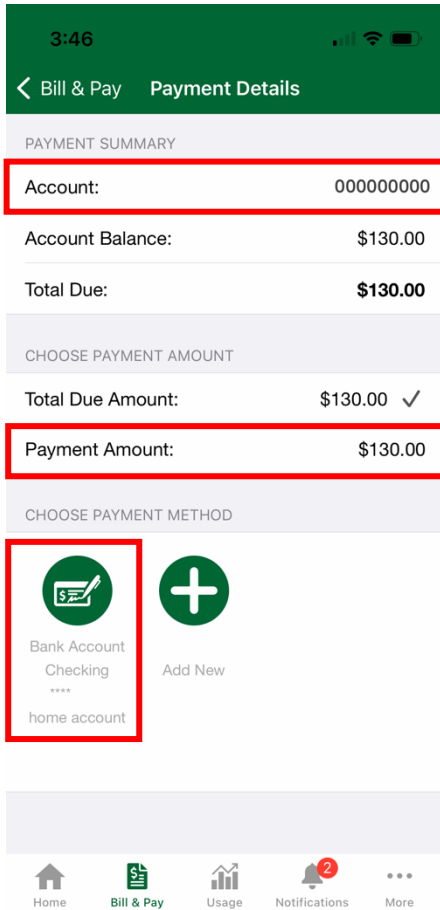 3:46
Bill & Pay Payment Details
PAYMENT SUMMARY
Account: 000000000
Account Balance: $130.00
Total Due: $130.00
CHOOSE PAYMENT AMOUNT
Total Due Amount: $130.00
Payment Amount: $130.00
CHOOSE PAYMENT METHOD
Bank Account
Checking
****
home account
Add New
2
Home Bill & Pay Usage Notifications More